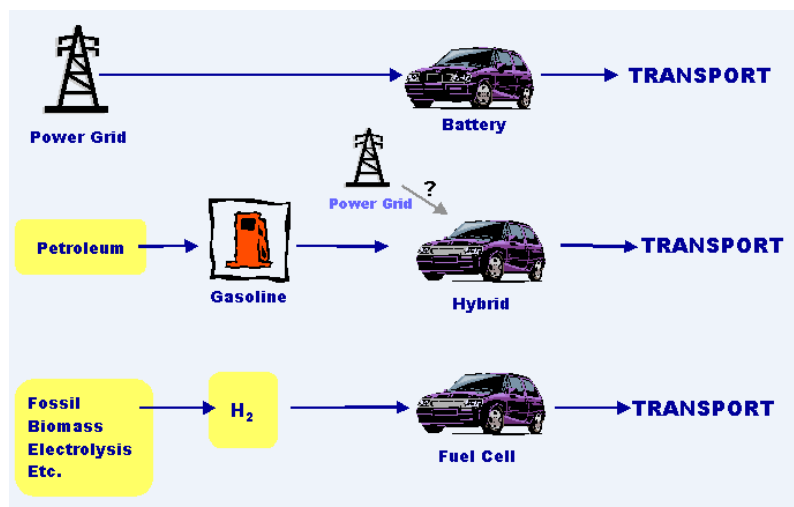 TRANSPORT
Battery
Power Grid
?
Power Grid
Petroleum
TRANSPORT
Gasoline
Hybrid
Fossil
Biomass
Electrolysis
Etc.
H₂
TRANSPORT
Fuel Cell